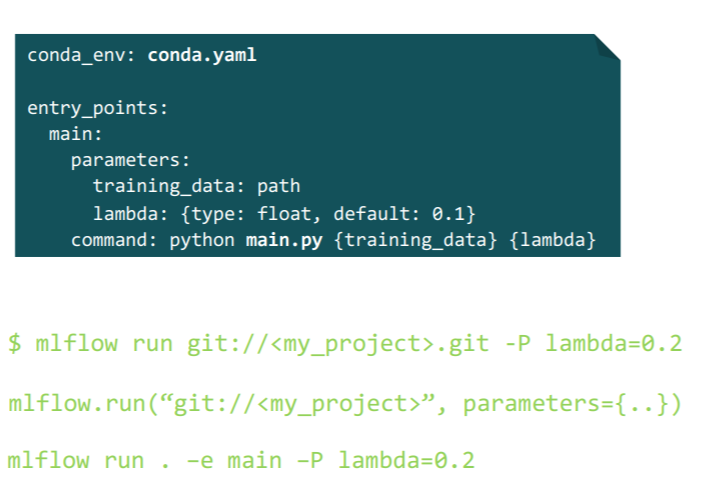 conda_env: conda.yaml
entry_points:
  main:
    parameters:
      training_data: path
      lambda: {type: float, default: 0.1}
    command: python main.py {training_data} {lambda}
$ mlflow run git://<my_project>.git -P lambda=0.2
mlflow.run(“git://<my_project>”, parameters={..})
mlflow run . –e main –P lambda=0.2